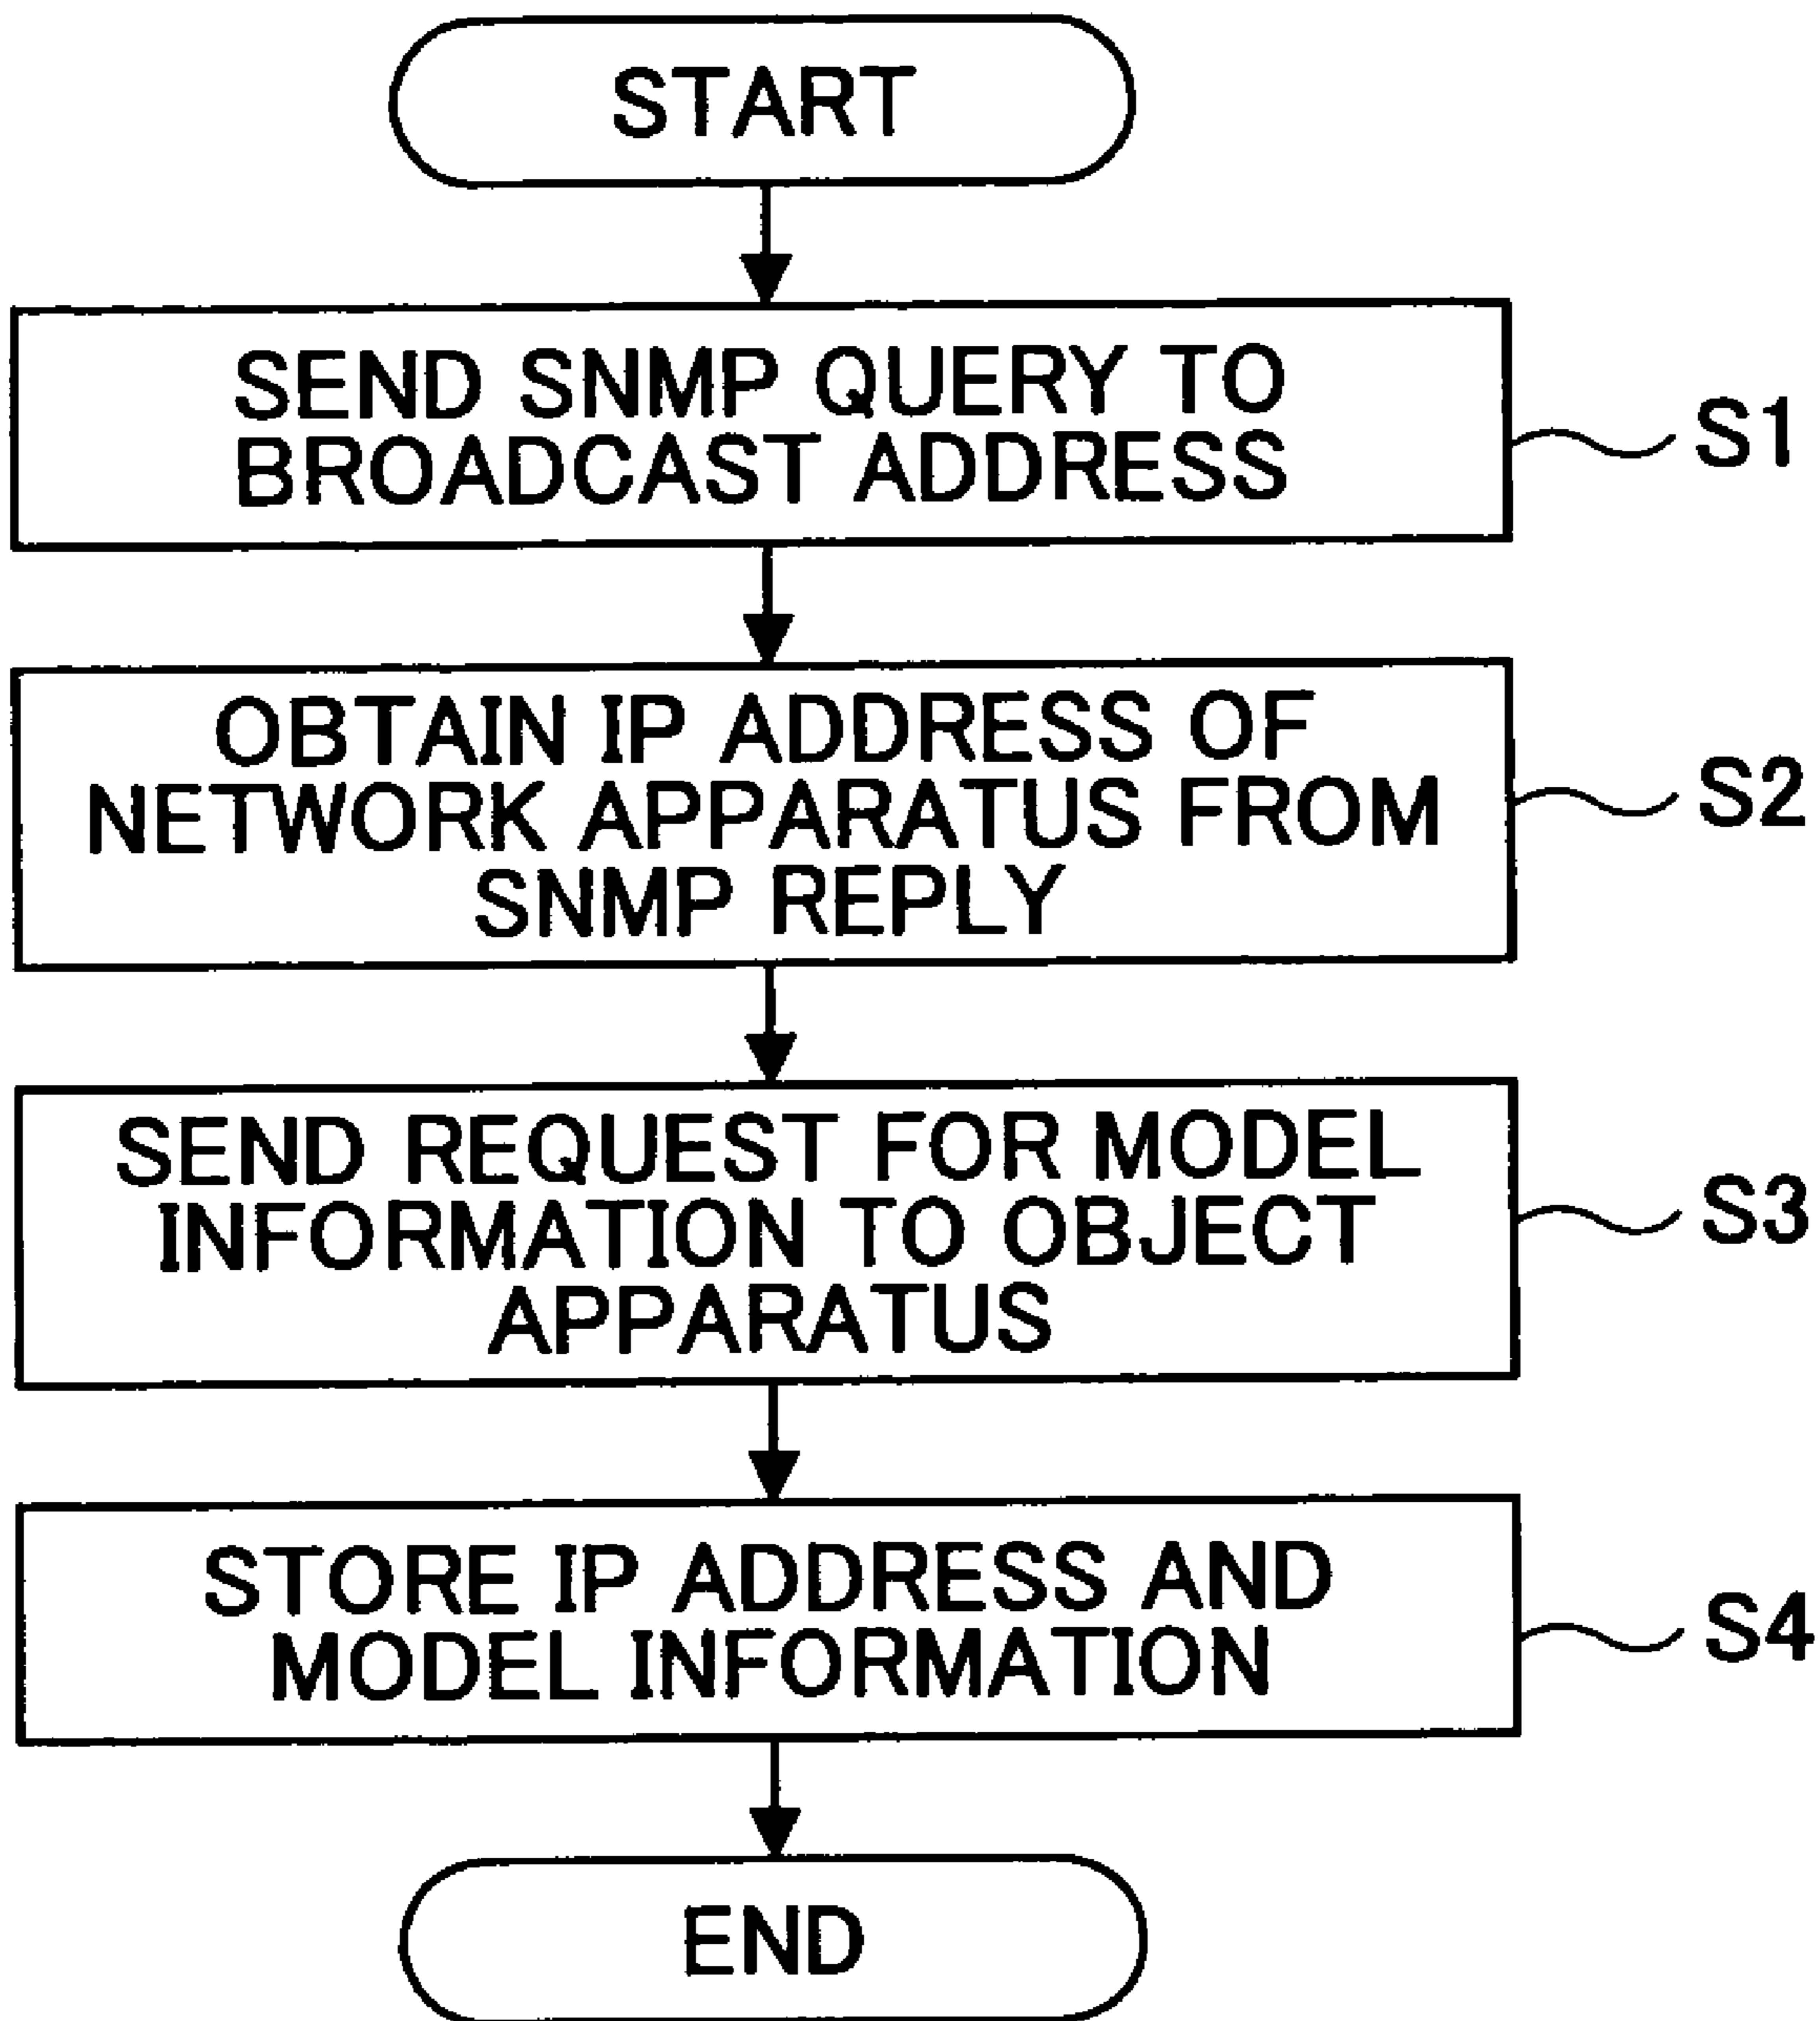 START
SEND SNMP QUERY TO
BROADCAST ADDRESS
S1
OBTAIN IP ADDRESS OF
NETWORK APPARATUS FROM
SNMP REPLY
S2
SEND REQUEST FOR MODEL
INFORMATION TO OBJECT
APPARATUS
S3
STORE IP ADDRESS AND
MODEL INFORMATION
S4
END